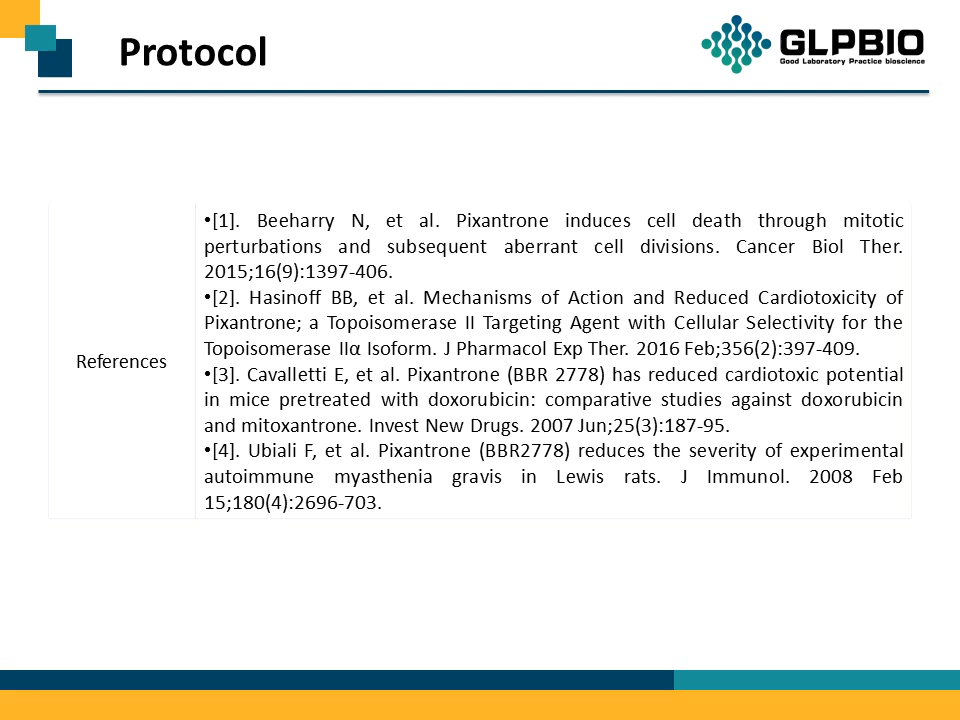 Protocol
GLPBIO
Good Laboratory Practice bioscience
References
•[1]. Beeharry N, et al. Pixantrone induces cell death through mitotic
perturbations and subsequent aberrant cell divisions. Cancer Biol Ther.
2015;16(9):1397-406.
•[2]. Hasinoff BB, et al. Mechanisms of Action and Reduced Cardiotoxicity of
Pixantrone; a Topoisomerase II Targeting Agent with Cellular Selectivity for the
Topoisomerase IIα Isoform. J Pharmacol Exp Ther. 2016 Feb;356(2):397-409.
•[3]. Cavalletti E, et al. Pixantrone (BBR 2778) has reduced cardiotoxic potential
in mice pretreated with doxorubicin: comparative studies against doxorubicin
and mitoxantrone. Invest New Drugs. 2007 Jun;25(3):187-95.
•[4]. Ubiali F, et al. Pixantrone (BBR2778) reduces the severity of experimental
autoimmune myasthenia gravis in Lewis rats. J Immunol. 2008 Feb
15;180(4):2696-703.